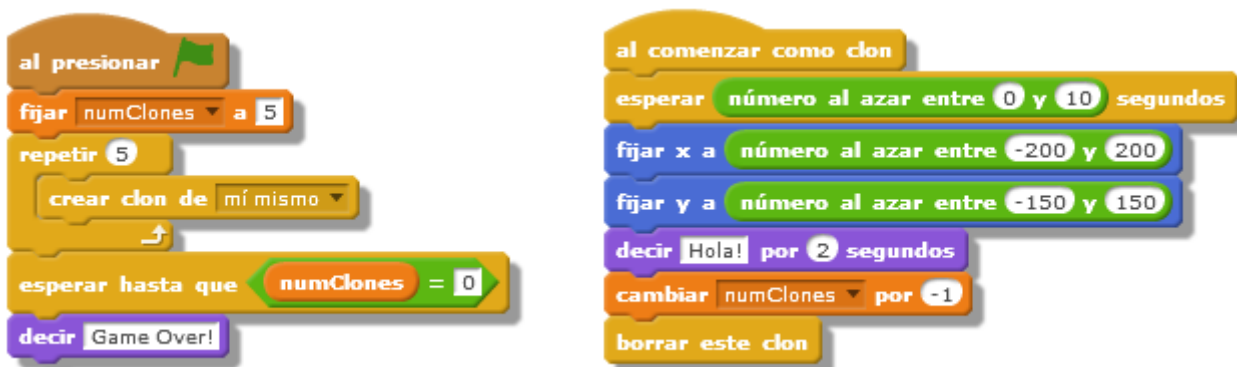 al presionar
fijar numClones a 5
repetir 5
crear clon de mí mismo
esperar hasta que numClones = 0
decir Game Over!
al comenzar como clon
esperar número al azar entre 0 y 10 segundos
fijar x a número al azar entre -200 y 200
fijar y a número al azar entre -150 y 150
decir Hola! por 2 segundos
cambiar numClones por -1
borrar este clon